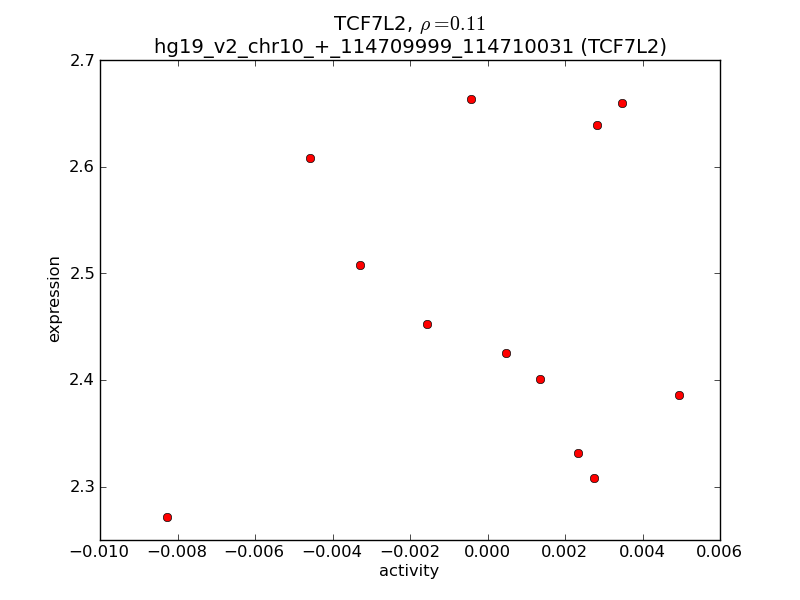 TCF7L2, ρ=0.11
hg19_v2_chr10_+_114709999_114710031 (TCF7L2)
2.7
2.6
2.5
2.4
2.3
expression
−0.010 −0.008 −0.006 −0.004 −0.002 0.000 0.002 0.004 0.006
activity